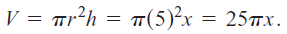 V = πr²h = π(5)²x = 25πx.